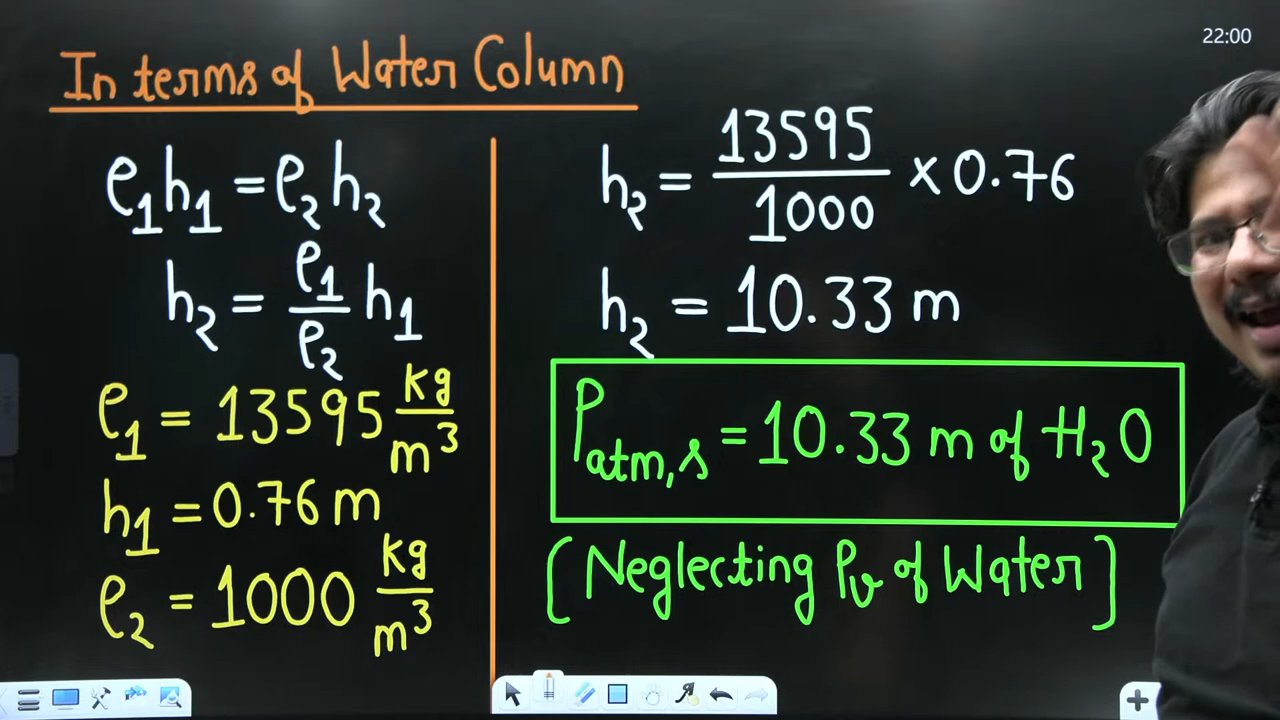 In terms of Water Column
ρ₁h₁ = ρ₂h₂
h₂ = ρ₁/ρ₂ h₁
ρ₁ = 13595 kg/m³
h₁ = 0.76 m
ρ₂ = 1000 kg/m³
22:00
h₂ = 13595/1000 × 0.76
h₂ = 10.33 m
P_atm,s = 10.33 m of H₂O
[Neglecting Pv of Water]